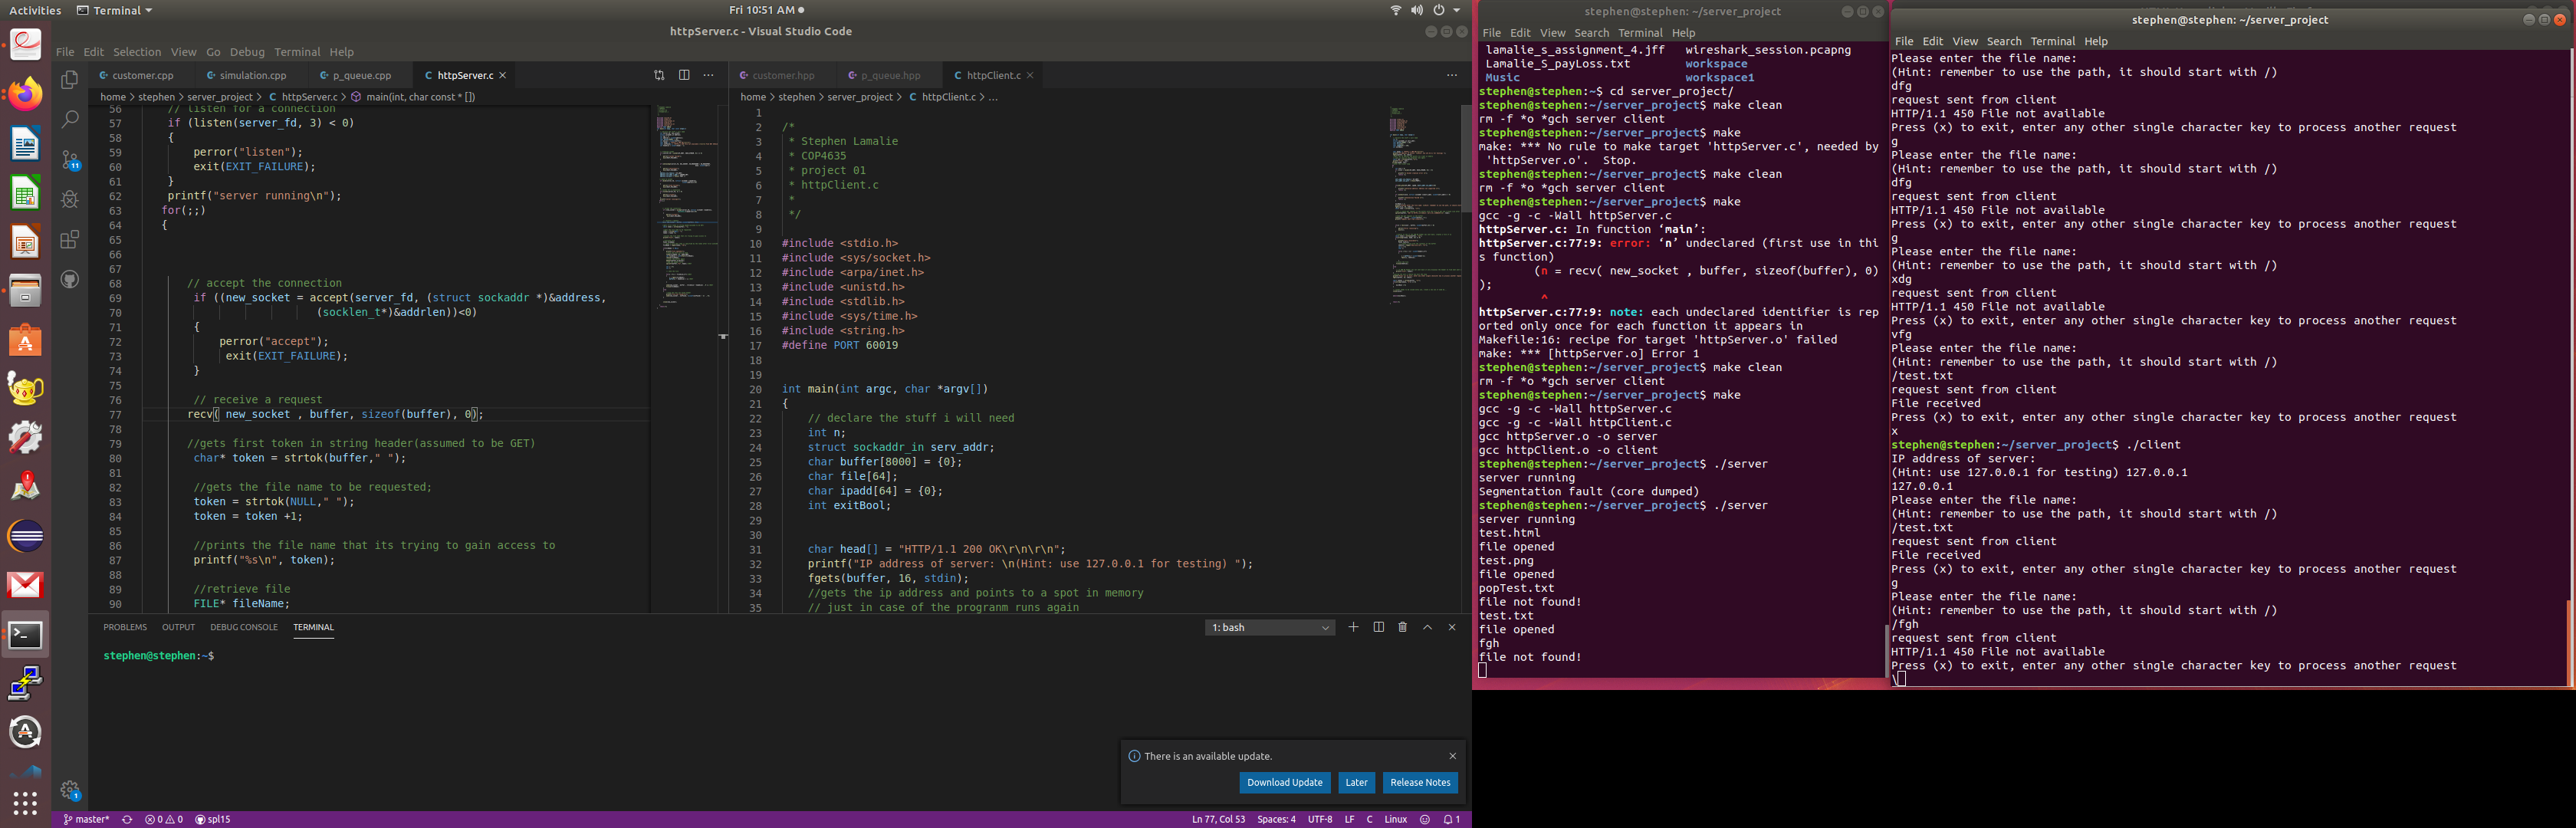 Activities
Terminal
Fri 10:51 AM
httpServer.c - Visual Studio Code
File Edit Selection View Go Debug Terminal Help
customer.cpp simulation.cpp p_queue.cpp httpServer.c
home > stephen > server_project > C httpServer.c > main(int, char const * [])
56 // listen for a connection
57 if (listen(server_fd, 3) < 0)
58 {
59 perror("listen");
60 exit(EXIT_FAILURE);
61 }
62 printf("server running\n");
63 for(;;)
64 {
65
66
67
68 // accept the connection
69 if ((new_socket = accept(server_fd, (struct sockaddr *)&address,
70 (socklen_t*)&addrlen))<0)
71 {
72 perror("accept");
73 exit(EXIT_FAILURE);
74 }
75
76 // receive a request
77 recv( new_socket , buffer, sizeof(buffer), 0);
78
79 //gets first token in string header(assumed to be GET)
80 char* token = strtok(buffer," ");
81
82 //gets the file name to be requested;
83 token = strtok(NULL," ");
84 token = token +1;
85
86 //prints the file name that its trying to gain access to
87 printf("%s\n", token);
88
89 //retrieve file
90 FILE* fileName;
customer.hpp p_queue.hpp httpClient.c
home > stephen > server_project > C httpClient.c > ...
1
2 /*
3 * Stephen Lamalie
4 * COP4635
5 * project 01
6 * httpClient.c
7 *
8 */
9
10 #include <stdio.h>
11 #include <sys/socket.h>
12 #include <arpa/inet.h>
13 #include <unistd.h>
14 #include <stdlib.h>
15 #include <sys/time.h>
16 #include <string.h>
17 #define PORT 60019
18
19
20 int main(int argc, char *argv[])
21 {
22 // declare the stuff i will need
23 int n;
24 struct sockaddr_in serv_addr;
25 char buffer[8000] = {0};
26 char file[64];
27 char ipadd[64] = {0};
28 int exitBool;
29
30
31 char head[] = "HTTP/1.1 200 OK\r\n\r\n";
32 printf("IP address of server: \n(Hint: use 127.0.0.1 for testing) ");
33 fgets(buffer, 16, stdin);
34 //gets the ip address and points to a spot in memory
35 // just in case of the progranm runs again
PROBLEMS OUTPUT DEBUG CONSOLE TERMINAL
1: bash
stephen@stephen:~$
There is an available update.
Download Update Later Release Notes
11
1
master* 0 0 spl15
Ln 77, Col 53 Spaces: 4 UTF-8 LF C Linux 1
stephen@stephen: ~/server_project
File Edit View Search Terminal Help
lamalie_s_assignment_4.jff wireshark_session.pcapng
Lamalie_S_payLoss.txt workspace
Music workspace1
stephen@stephen:~$ cd server_project/
stephen@stephen:~/server_project$ make clean
rm -f *o *gch server client
stephen@stephen:~/server_project$ make
make: *** No rule to make target 'httpServer.c', needed by
'httpServer.o'. Stop.
stephen@stephen:~/server_project$ make clean
rm -f *o *gch server client
stephen@stephen:~/server_project$ make
gcc -g -c -Wall httpServer.c
httpServer.c: In function ‘main’:
httpServer.c:77:9: error: ‘n’ undeclared (first use in thi
s function)
(n = recv( new_socket , buffer, sizeof(buffer), 0)
);
^
httpServer.c:77:9: note: each undeclared identifier is rep
orted only once for each function it appears in
Makefile:16: recipe for target 'httpServer.o' failed
make: *** [httpServer.o] Error 1
stephen@stephen:~/server_project$ make clean
rm -f *o *gch server client
stephen@stephen:~/server_project$ make
gcc -g -c -Wall httpServer.c
gcc -g -c -Wall httpClient.c
gcc httpServer.o -o server
gcc httpClient.o -o client
stephen@stephen:~/server_project$ ./server
server running
Segmentation fault (core dumped)
stephen@stephen:~/server_project$ ./server
server running
test.html
file opened
test.png
file opened
popTest.txt
file not found!
test.txt
file opened
fgh
file not found!
stephen@stephen: ~/server_project
File Edit View Search Terminal Help
Please enter the file name:
(Hint: remember to use the path, it should start with /)
dfg
request sent from client
HTTP/1.1 450 File not available
Press (x) to exit, enter any other single character key to process another request
g
Please enter the file name:
(Hint: remember to use the path, it should start with /)
dfg
request sent from client
HTTP/1.1 450 File not available
Press (x) to exit, enter any other single character key to process another request
g
Please enter the file name:
(Hint: remember to use the path, it should start with /)
xdg
request sent from client
HTTP/1.1 450 File not available
Press (x) to exit, enter any other single character key to process another request
vfg
Please enter the file name:
(Hint: remember to use the path, it should start with /)
/test.txt
request sent from client
File received
Press (x) to exit, enter any other single character key to process another request
x
stephen@stephen:~/server_project$ ./client
IP address of server:
(Hint: use 127.0.0.1 for testing) 127.0.0.1
127.0.0.1
Please enter the file name:
(Hint: remember to use the path, it should start with /)
/test.txt
request sent from client
File received
Press (x) to exit, enter any other single character key to process another request
g
Please enter the file name:
(Hint: remember to use the path, it should start with /)
/fgh
request sent from client
HTTP/1.1 450 File not available
Press (x) to exit, enter any other single character key to process another request
\